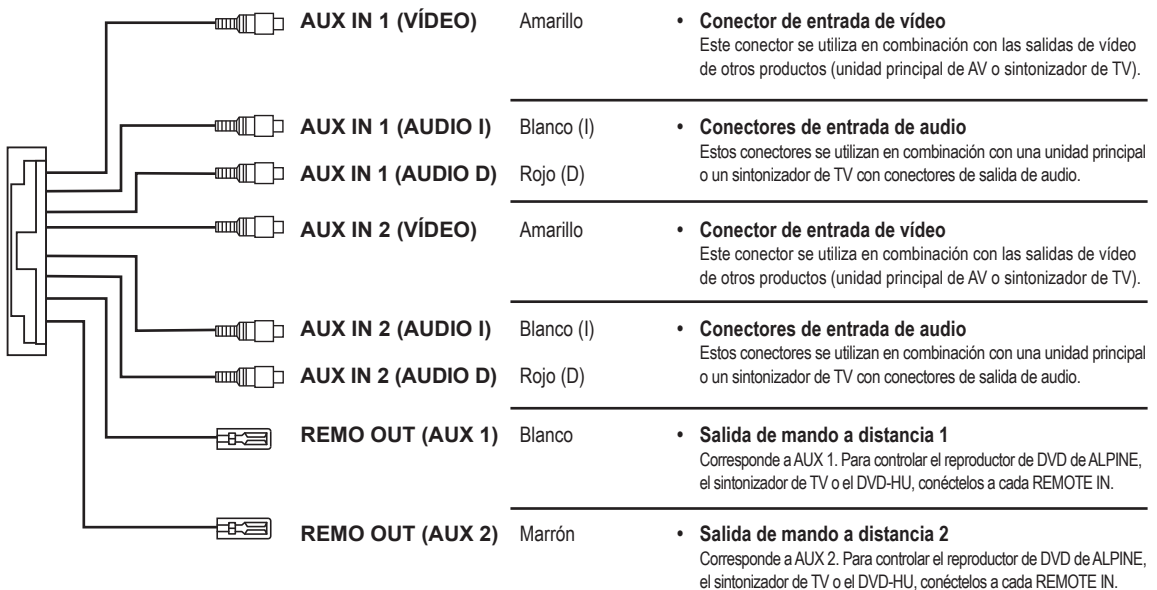 AUX IN 1 (VÍDEO) Amarillo • Conector de entrada de vídeo
Este conector se utiliza en combinación con las salidas de vídeo
de otros productos (unidad principal de AV o sintonizador de TV).
AUX IN 1 (AUDIO I) Blanco (I) • Conectores de entrada de audio
Estos conectores se utilizan en combinación con una unidad principal
AUX IN 1 (AUDIO D) Rojo (D) o un sintonizador de TV con conectores de salida de audio.
AUX IN 2 (VÍDEO) Amarillo • Conector de entrada de vídeo
Este conector se utiliza en combinación con las salidas de vídeo
de otros productos (unidad principal de AV o sintonizador de TV).
AUX IN 2 (AUDIO I) Blanco (I) • Conectores de entrada de audio
Estos conectores se utilizan en combinación con una unidad principal
AUX IN 2 (AUDIO D) Rojo (D) o un sintonizador de TV con conectores de salida de audio.
REMO OUT (AUX 1) Blanco • Salida de mando a distancia 1
Corresponde a AUX 1. Para controlar el reproductor de DVD de ALPINE,
el sintonizador de TV o el DVD-HU, conéctelos a cada REMOTE IN.
REMO OUT (AUX 2) Marrón • Salida de mando a distancia 2
Corresponde a AUX 2. Para controlar el reproductor de DVD de ALPINE,
el sintonizador de TV o el DVD-HU, conéctelos a cada REMOTE IN.